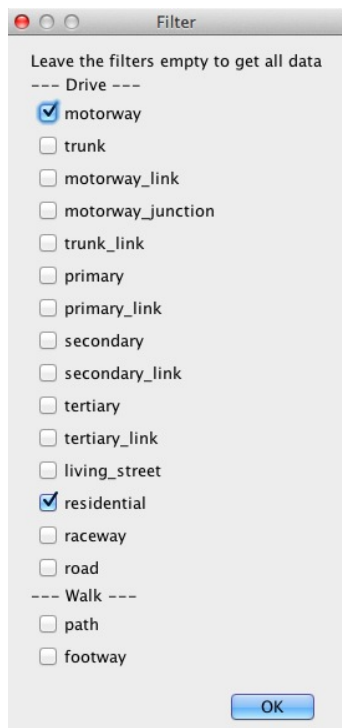 Filter
Leave the filters empty to get all data
--- Drive ---
motorway
trunk
motorway_link
motorway_junction
trunk_link
primary
primary_link
secondary
secondary_link
tertiary
tertiary_link
living_street
residential
raceway
road
--- Walk ---
path
footway
OK